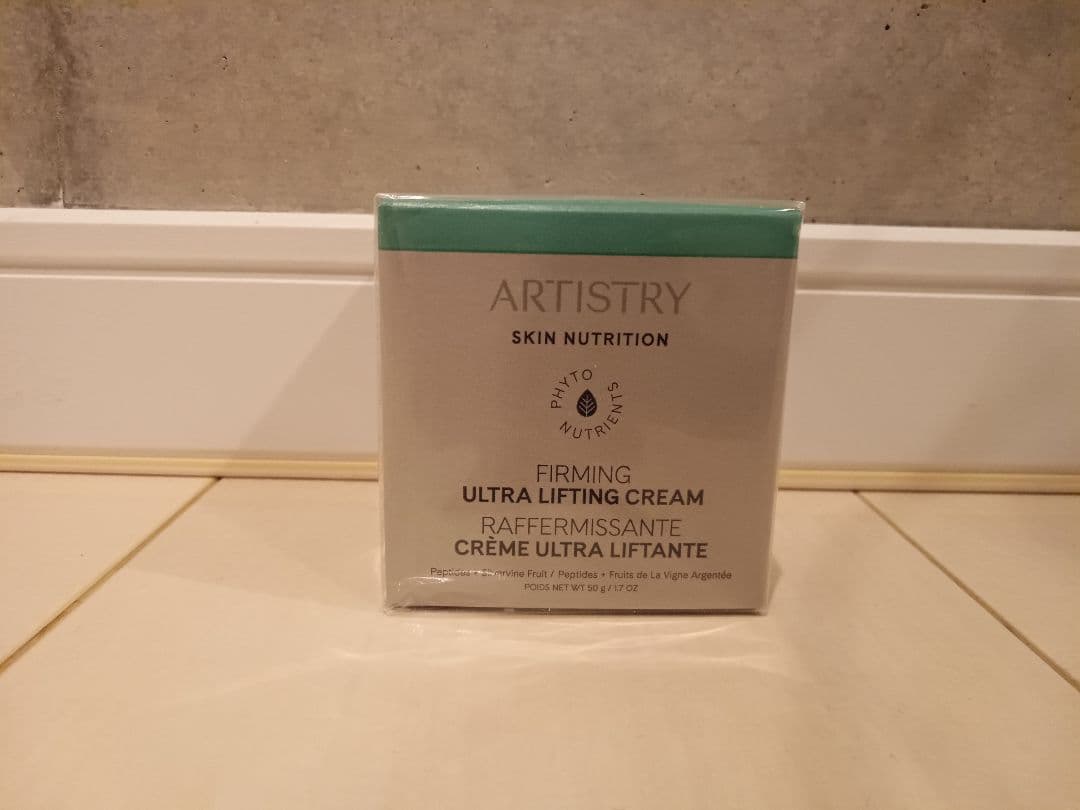 ARTISTRY
SKIN NUTRITION
PHYTO NUTRIENTS
FIRMING
ULTRA LIFTING CREAM
RAFFERMISSANTE
CRÈME ULTRA LIFTANTE
Peptides + Silvervine Fruit / Peptides + Fruits de La Vigne Argentée
POIDS NET WT 50 g / 1.7 OZ